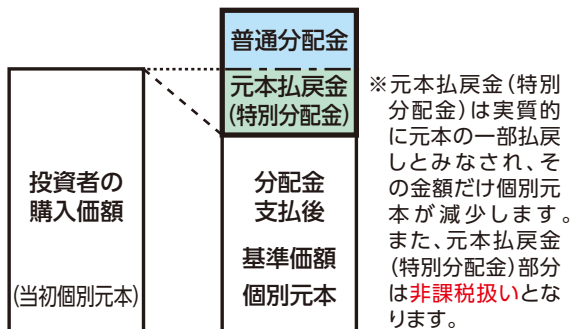 普通分配金
元本払戻金
(特別分配金)
投資者の
購入価額
(当初個別元本)
分配金
支払後
基準価額
個別元本
※元本払戻金(特別
分配金)は実質的
に元本の一部払戻
しとみなされ、そ
の金額だけ個別元
本が減少します。
また、元本払戻金
(特別分配金)部分
は非課税扱いとな
ります。